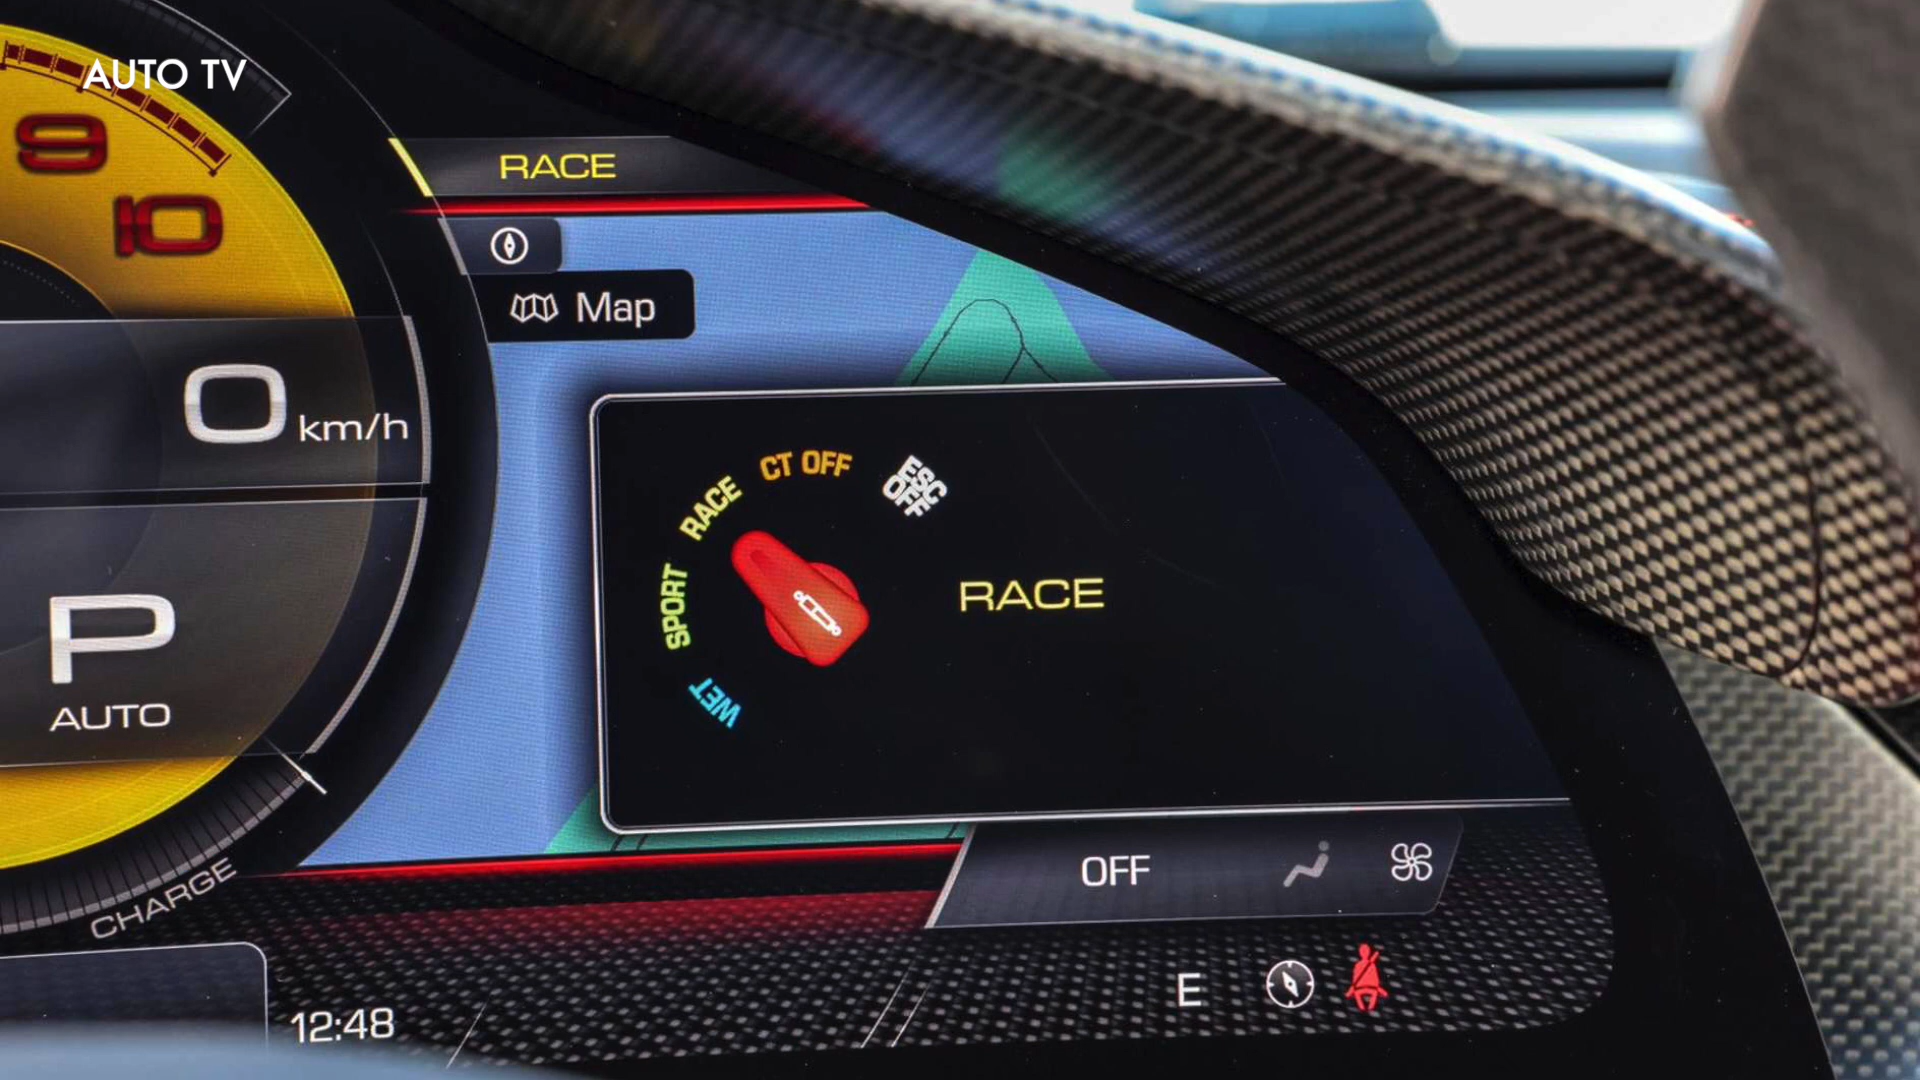 AUTO TV
9
10
RACE
Map
0 km/h
CT OFF
ESC
OFF
RACE
SPORT
WET
RACE
P
AUTO
CHARGE
OFF
E
12:48